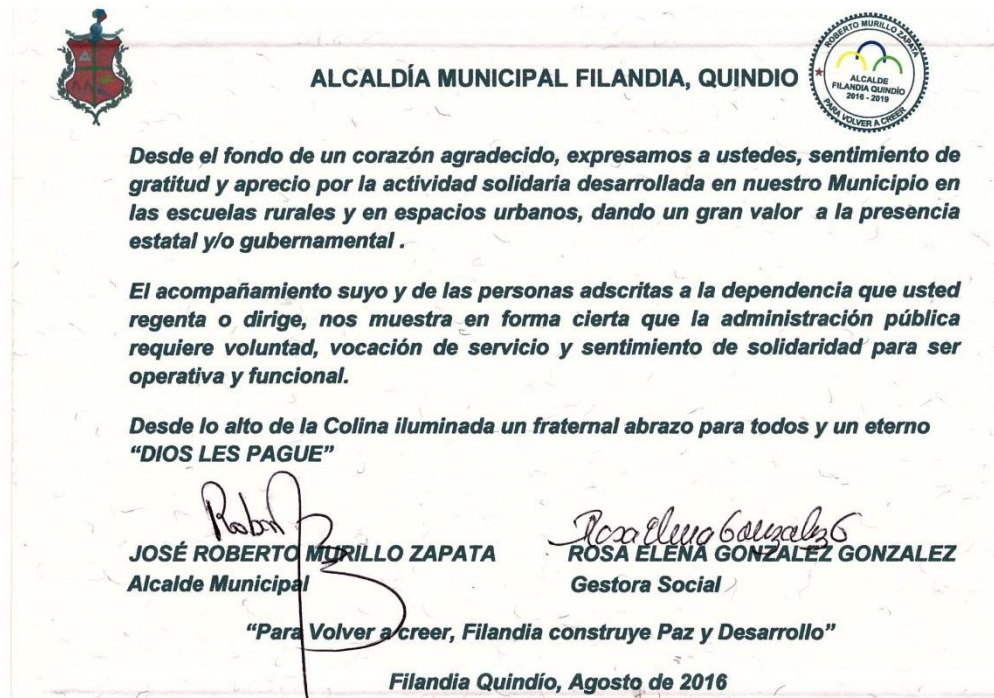 ALCALDÍA MUNICIPAL FILANDIA, QUINDIO
ROBERTO MURILLO ZAPATA
ALCALDE
FILANDIA QUINDÍO
2016 - 2019
PARA VOLVER A CREER
Desde el fondo de un corazón agradecido, expresamos a ustedes, sentimiento de
gratitud y aprecio por la actividad solidaria desarrollada en nuestro Municipio en
las escuelas rurales y en espacios urbanos, dando un gran valor a la presencia
estatal y/o gubernamental .
El acompañamiento suyo y de las personas adscritas a la dependencia que usted
regenta o dirige, nos muestra en forma cierta que la administración pública
requiere voluntad, vocación de servicio y sentimiento de solidaridad para ser
operativa y funcional.
Desde lo alto de la Colina iluminada un fraternal abrazo para todos y un eterno
“DIOS LES PAGUE”
Rosa Elena Gonzalez G
JOSÉ ROBERTO MURILLO ZAPATA ROSA ELENA GONZALEZ GONZALEZ
Alcalde Municipal Gestora Social
“Para Volver a creer, Filandia construye Paz y Desarrollo”
Filandia Quindío, Agosto de 2016